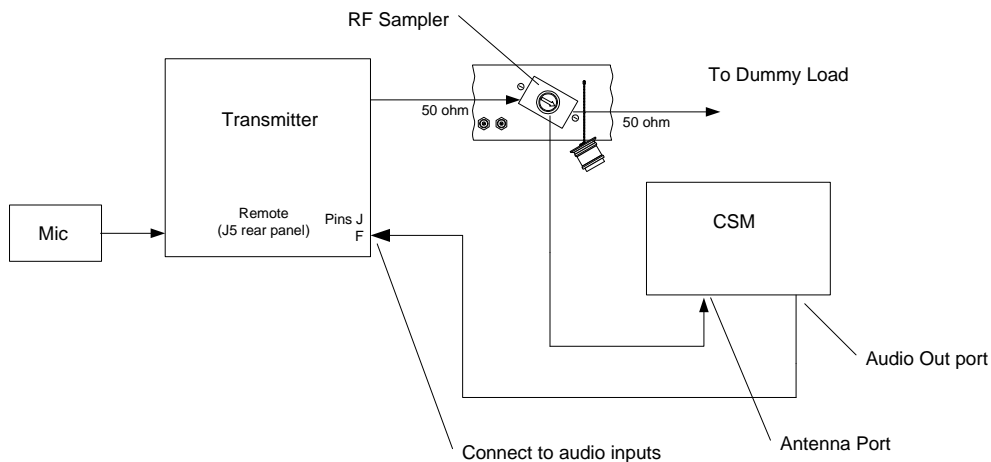 RF Sampler
To Dummy Load
50 ohm
50 ohm
Transmitter
Mic
Remote
(J5 rear panel)
Pins J
F
CSM
Audio Out port
Antenna Port
Connect to audio inputs